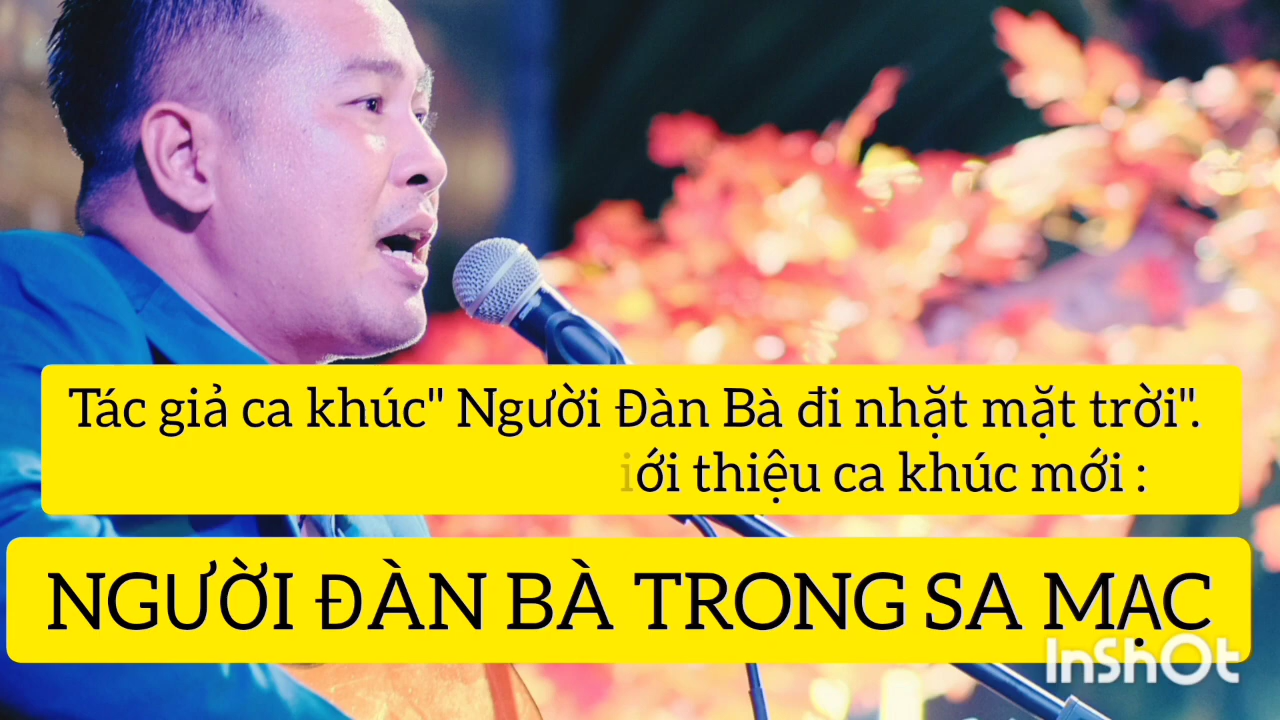 Tác giả ca khúc" Người Đàn Bà đi nhặt mặt trời".
iới thiệu ca khúc mới :
NGƯỜI ĐÀN BÀ TRONG SA MẠC
InShOt